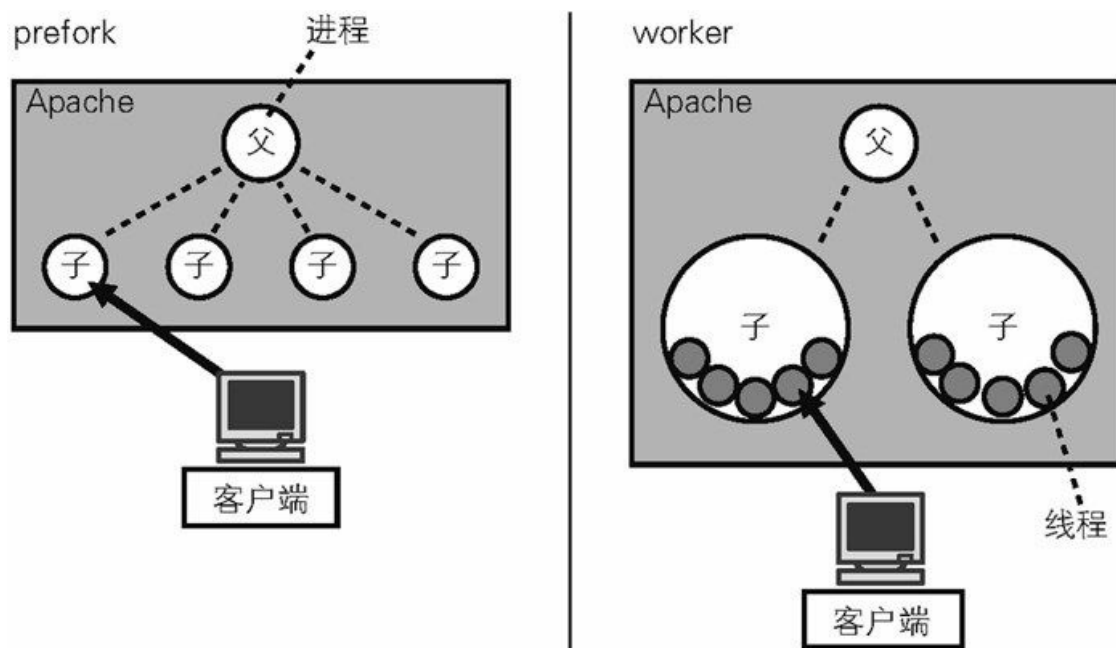 prefork
进程
Apache
父
子
子
子
子
客户端
worker
Apache
父
子
子
线程
客户端